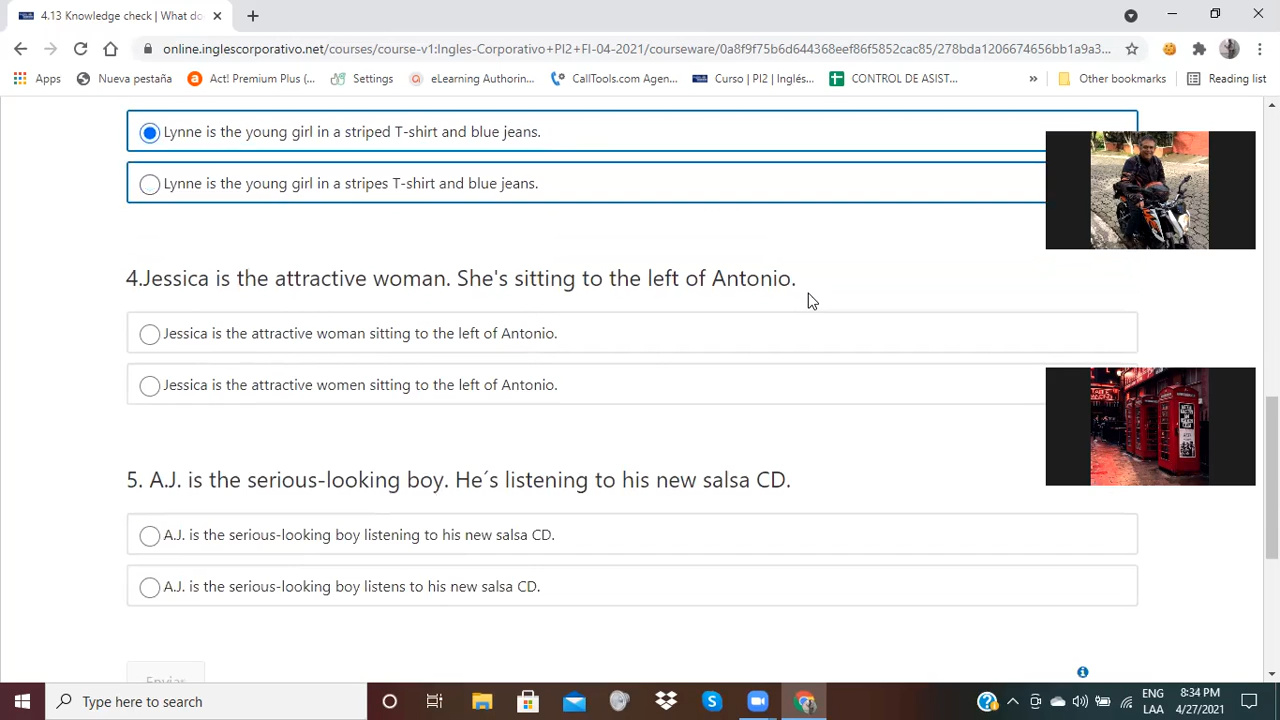 4.13 Knowledge check | What do
online.inglescorporativo.net/courses/course-v1:Ingles-Corporativo+PI2+FI-04-2021/courseware/0a8f9f75b6d644368eef86f5852cac85/278bda1206674656bb1a9a3...
Apps
Nueva pestaña
Act! Premium Plus (...
Settings
eLearning Authorin...
CallTools.com Agen...
Curso | PI2 | Inglés...
CONTROL DE ASIST...
»
Other bookmarks
Reading list
Lynne is the young girl in a striped T-shirt and blue jeans.
Lynne is the young girl in a stripes T-shirt and blue jeans.
4.Jessica is the attractive woman. She's sitting to the left of Antonio.
Jessica is the attractive woman sitting to the left of Antonio.
Jessica is the attractive women sitting to the left of Antonio.
5. A.J. is the serious-looking boy. He´s listening to his new salsa CD.
A.J. is the serious-looking boy listening to his new salsa CD.
A.J. is the serious-looking boy listens to his new salsa CD.
Enviar
Type here to search
ENG
LAA
8:34 PM
4/27/2021